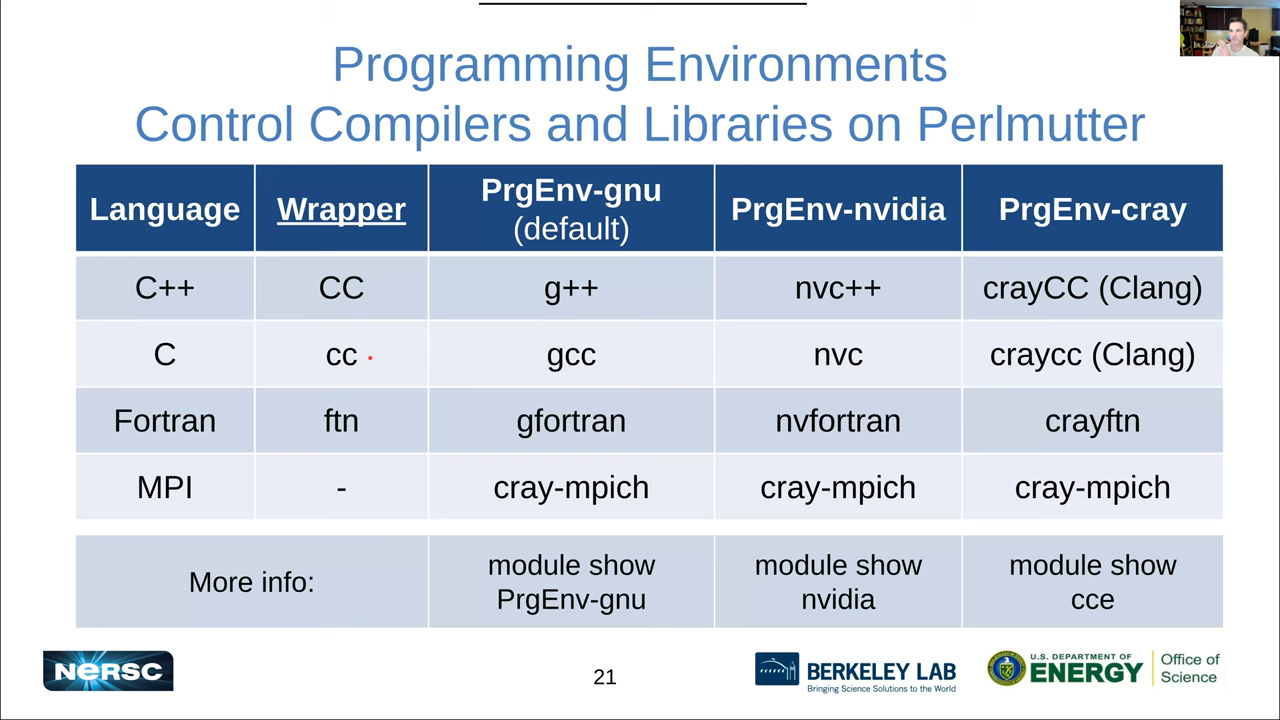 Programming Environments
Control Compilers and Libraries on Perlmutter
Language Wrapper PrgEnv-gnu (default) PrgEnv-nvidia PrgEnv-cray
C++ CC g++ nvc++ crayCC (Clang)
C cc gcc nvc craycc (Clang)
Fortran ftn gfortran nvfortran crayftn
MPI - cray-mpich cray-mpich cray-mpich
More info: module show PrgEnv-gnu module show nvidia module show cce
NERSC
21
BERKELEY LAB
Bringing Science Solutions to the World
U.S. DEPARTMENT OF
ENERGY
Office of
Science